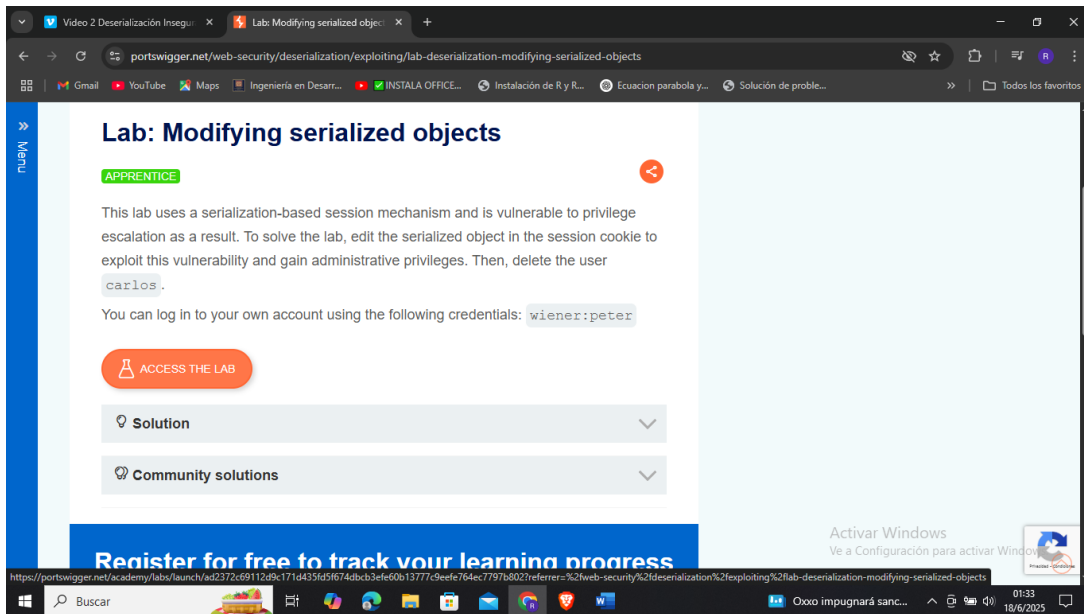 Video 2 Deserialización Insegur
Lab: Modifying serialized object
portswigger.net/web-security/deserialization/exploiting/lab-deserialization-modifying-serialized-objects
R
Gmail
YouTube
Maps
Ingeniería en Desarr...
INSTALA OFFICE...
Instalación de R y R...
Ecuacion parabola y...
Solución de proble...
Todos los favoritos
Menu
Lab: Modifying serialized objects
APPRENTICE
This lab uses a serialization-based session mechanism and is vulnerable to privilege
escalation as a result. To solve the lab, edit the serialized object in the session cookie to
exploit this vulnerability and gain administrative privileges. Then, delete the user
carlos .
You can log in to your own account using the following credentials: wiener:peter
ACCESS THE LAB
Solution
Community solutions
Register for free to track your learning progress
Activar Windows
Ve a Configuración para activar Window
https://portswigger.net/academy/labs/launch/ad2372c69112d9c171d435fd5f674dbcb3efe60b13777c9eefe764ec7797b802?referrer=%2fweb-security%2fdeserialization%2fexploiting%2flab-deserialization-modifying-serialized-objects
Buscar
Oxxo impugnará sanc...
01:33
18/6/2025